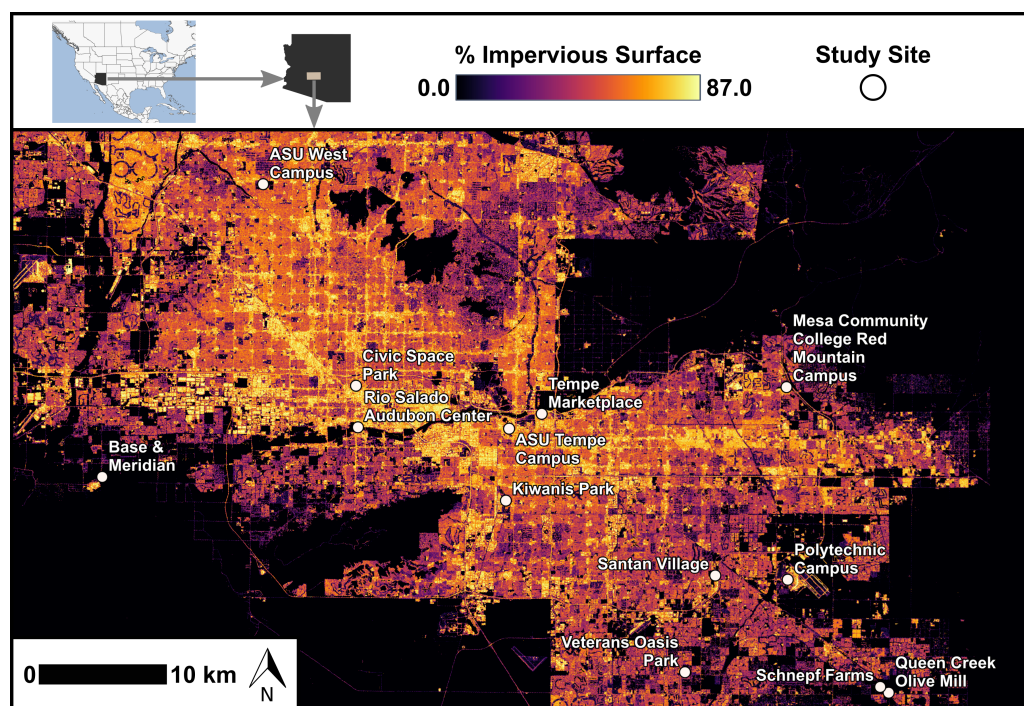 % Impervious Surface
0.0
87.0
Study Site
ASU West
Campus
Civic Space
Park
Rio Salado
Audubon Center
Tempe
Marketplace
Mesa Community
College Red
Mountain
Campus
ASU Tempe
Campus
Base &
Meridian
Kiwanis Park
Santan Village
Polytechnic
Campus
Veterans Oasis
Park
Schnepf Farms
Queen Creek
Olive Mill
0
10 km
N